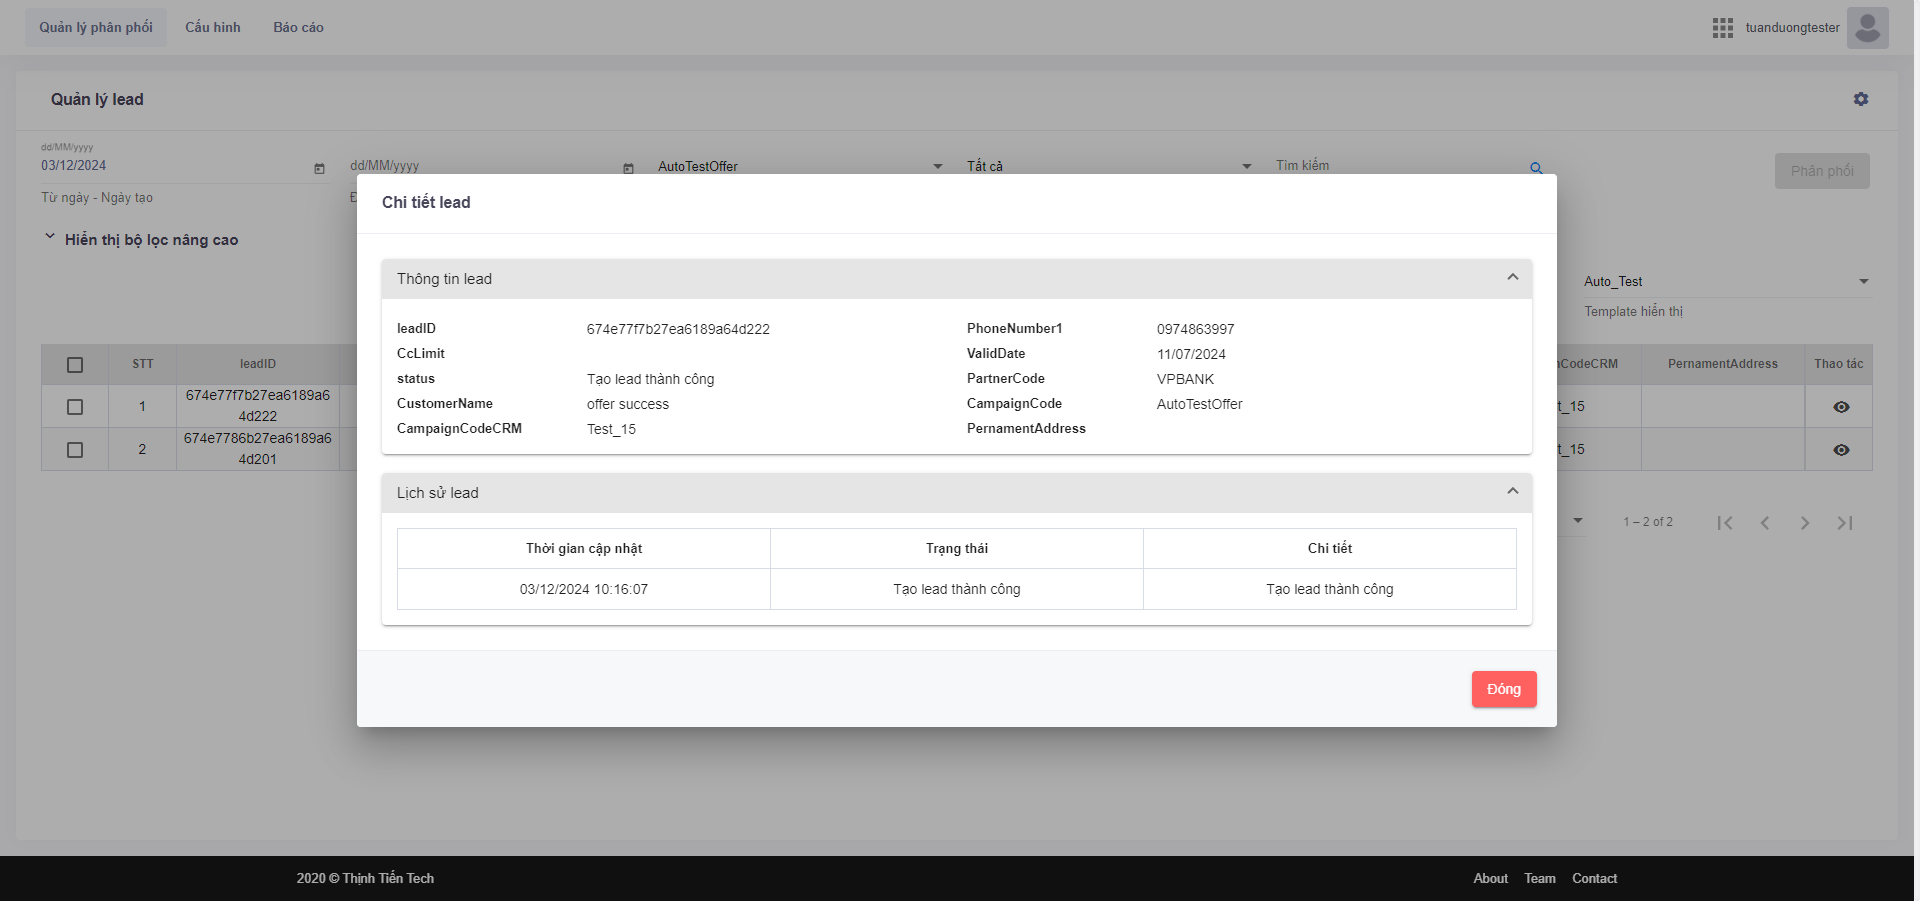 Quản lý phân phối Cấu hình Báo cáo tuanduongtester
Quản lý lead
dd/MM/yyyy
03/12/2024 dd/MM/yyyy AutoTestOffer Tất cả Tìm kiếm Phân phối
Từ ngày - Ngày tạo
Hiển thị bộ lọc nâng cao
Auto_Test
Template hiển thị
STT leadID CodeCRM PernamentAddress Thao tác
1 674e77f7b27ea6189a6 t_15
4d222
2 674e7786b27ea6189a6 t_15
4d201
1 – 2 of 2
Chi tiết lead
Thông tin lead
leadID 674e77f7b27ea6189a64d222 PhoneNumber1 0974863997
CcLimit ValidDate 11/07/2024
status Tạo lead thành công PartnerCode VPBANK
CustomerName offer success CampaignCode AutoTestOffer
CampaignCodeCRM Test_15 PernamentAddress
Lịch sử lead
Thời gian cập nhật Trạng thái Chi tiết
03/12/2024 10:16:07 Tạo lead thành công Tạo lead thành công
Đóng
2020 © Thịnh Tiến Tech About Team Contact